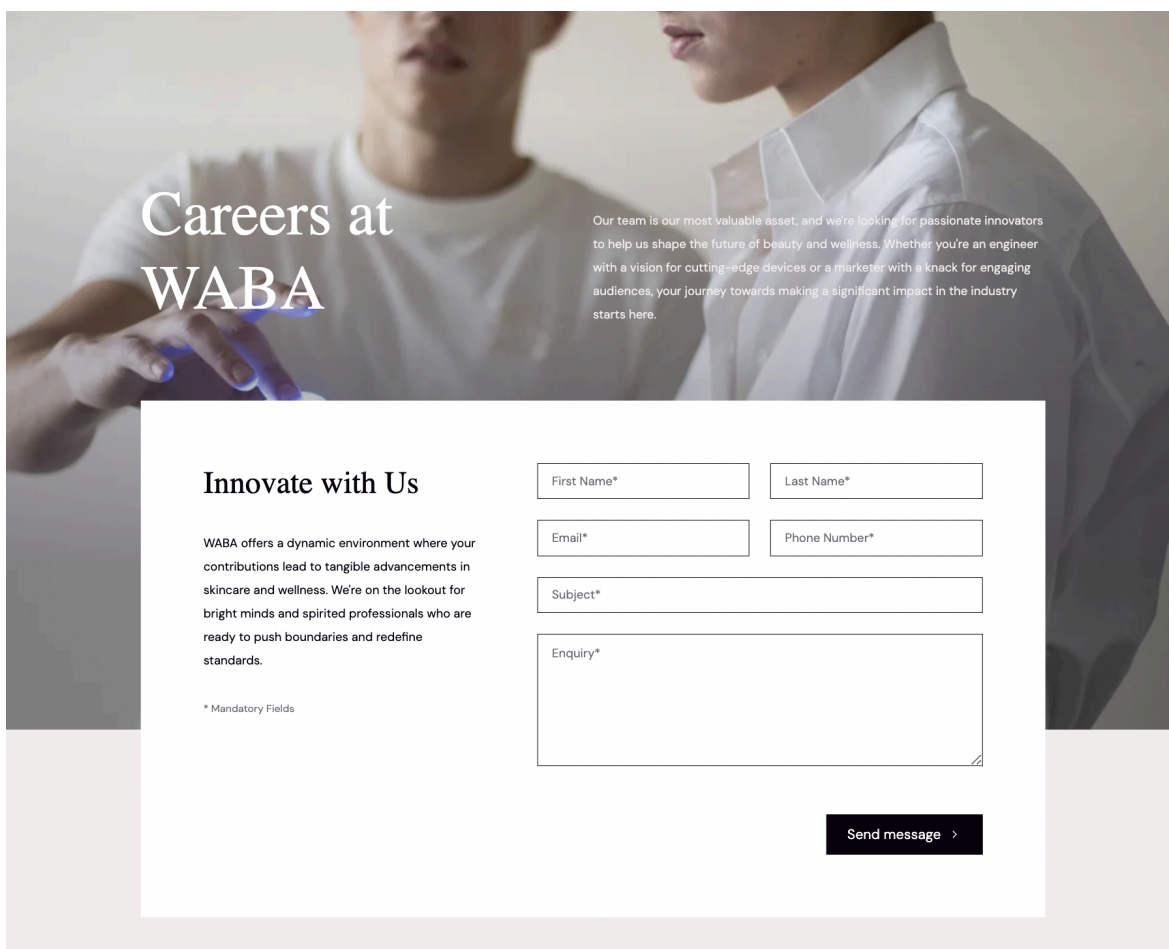 Careers at
WABA
Our team is our most valuable asset, and we're looking for passionate innovators
to help us shape the future of beauty and wellness. Whether you're an engineer
with a vision for cutting-edge devices or a marketer with a knack for engaging
audiences, your journey towards making a significant impact in the industry
starts here.
Innovate with Us
WABA offers a dynamic environment where your
contributions lead to tangible advancements in
skincare and wellness. We're on the lookout for
bright minds and spirited professionals who are
ready to push boundaries and redefine
standards.
* Mandatory Fields
First Name*
Last Name*
Email*
Phone Number*
Subject*
Enquiry*
Send message